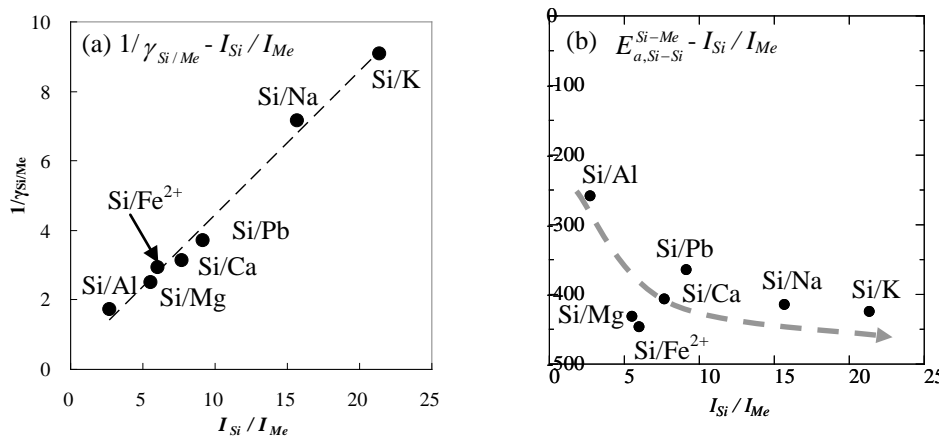 (a) 1/γSi/Me - ISi / IMe
10
8
6
4
2
0
1/γSi/Me
Si/K
Si/Na
Si/Fe2+
Si/Pb
Si/Al
Si/Ca
Si/Mg
0 5 10 15 20 25
ISi / IMe
(b) Ea,Si-SiSi-Me - ISi / IMe
0
-100
-200
-300
-400
-500
Si/Al
Si/Pb
Si/Na
Si/K
Si/Ca
Si/Mg
Si/Fe2+
5 10 15 20 25
ISi / IMe